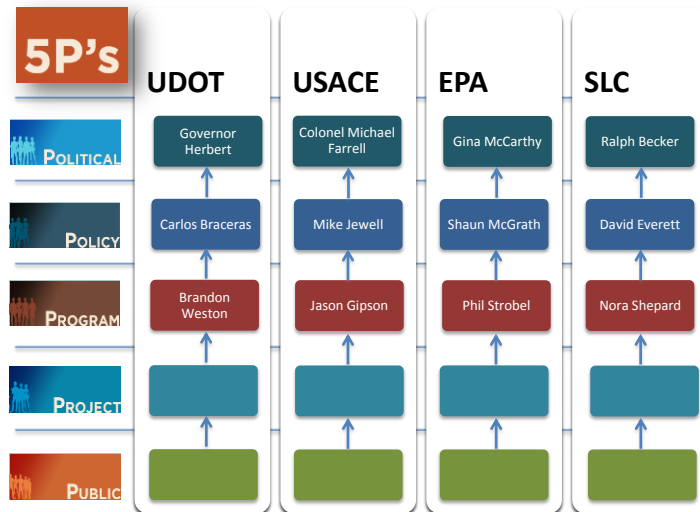 5P's
UDOT USACE EPA SLC
POLITICAL
Governor
Herbert
Colonel Michael
Farrell
Gina McCarthy
Ralph Becker
POLICY
Carlos Braceras
Mike Jewell
Shaun McGrath
David Everett
PROGRAM
Brandon
Weston
Jason Gipson
Phil Strobel
Nora Shepard
PROJECT
PUBLIC